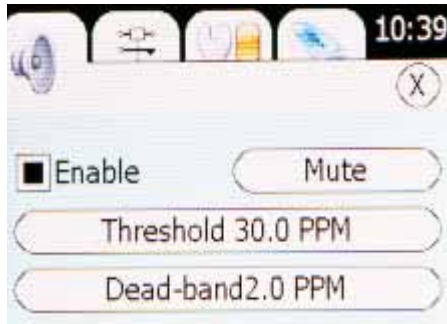 10:39
X
Enable Mute
Threshold 30.0 PPM
Dead-band2.0 PPM